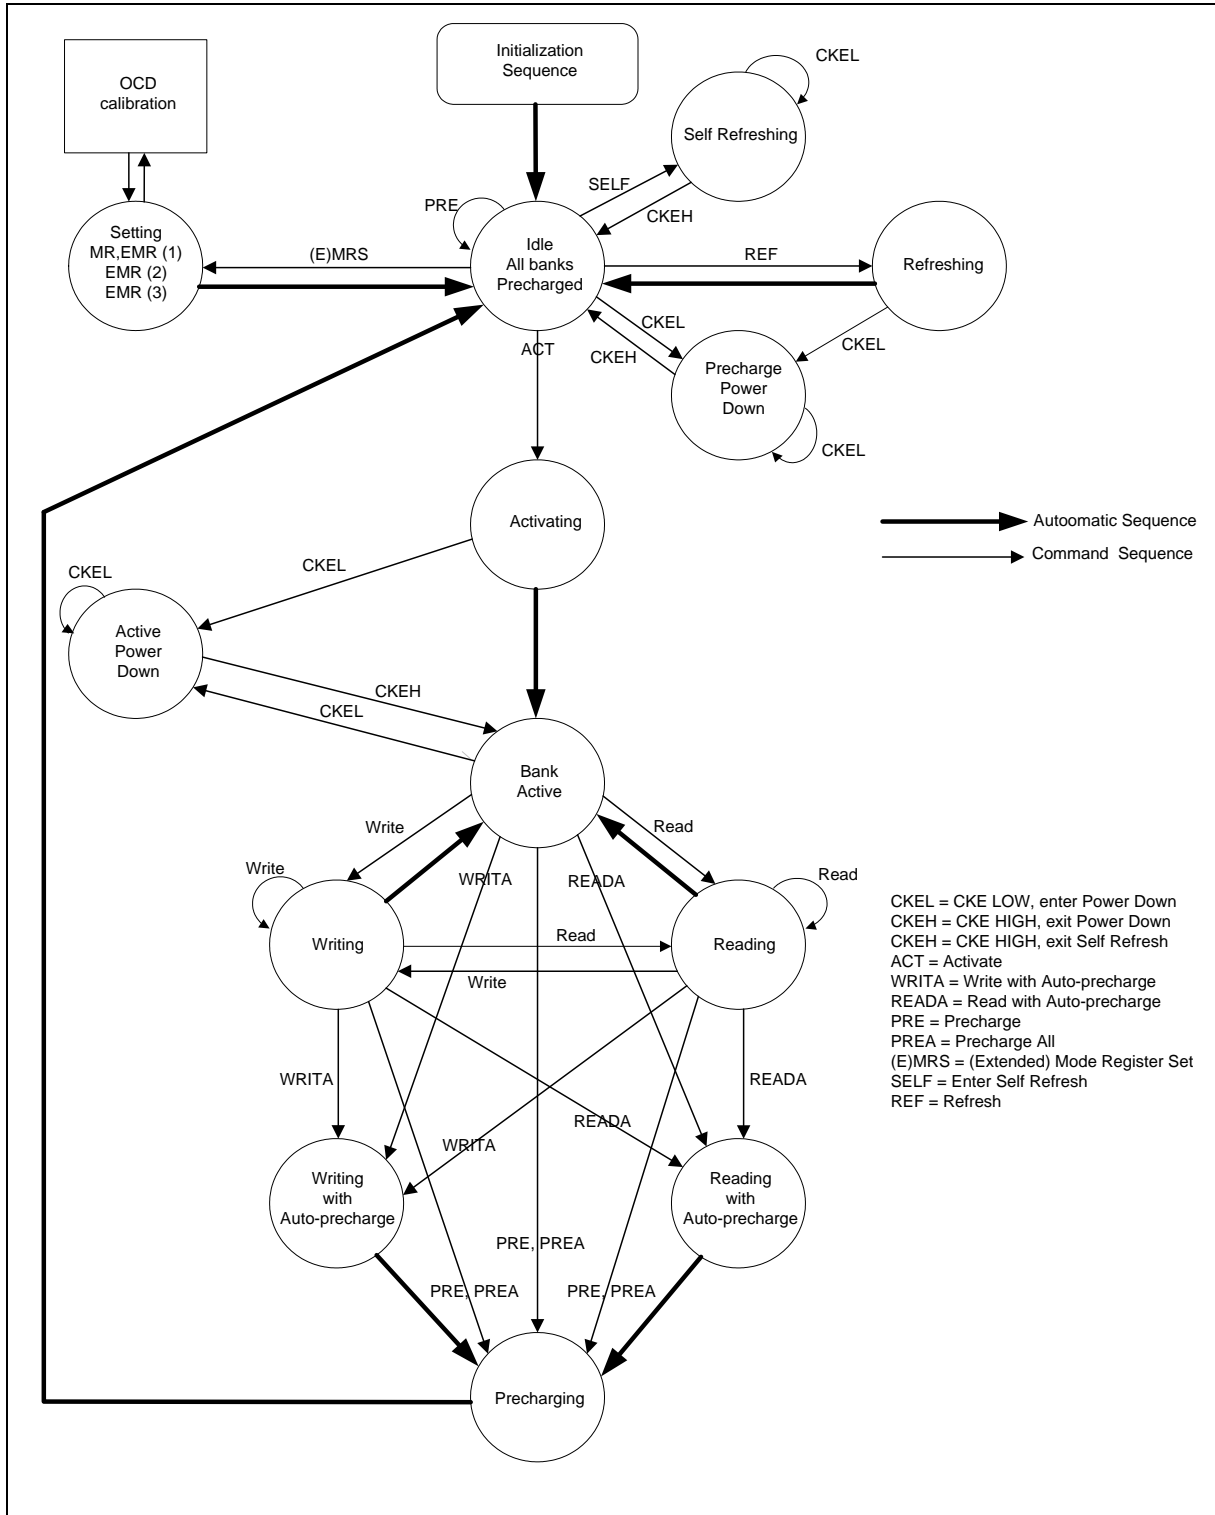 Initialization
Sequence
OCD
calibration
CKEL
Self Refreshing
SELF
CKEH
PRE
Setting
MR,EMR (1)
EMR (2)
EMR (3)
(E)MRS
Idle
All banks
Precharged
REF
Refreshing
CKEL
CKEH
CKEL
ACT
Precharge
Power
Down
CKEL
Activating
Autoomatic Sequence
Command Sequence
CKEL
CKEL
Active
Power
Down
CKEH
CKEL
Bank
Active
Write
Read
Write
WRITA
READA
Read
Writing
Read
Reading
Write
CKEL = CKE LOW, enter Power Down
CKEH = CKE HIGH, exit Power Down
CKEH = CKE HIGH, exit Self Refresh
ACT = Activate
WRITA = Write with Auto-precharge
READA = Read with Auto-precharge
PRE = Precharge
PREA = Precharge All
(E)MRS = (Extended) Mode Register Set
SELF = Enter Self Refresh
REF = Refresh
WRITA
READA
READA
WRITA
Writing
with
Auto-precharge
Reading
with
Auto-precharge
PRE, PREA
PRE, PREA
PRE, PREA
Precharging